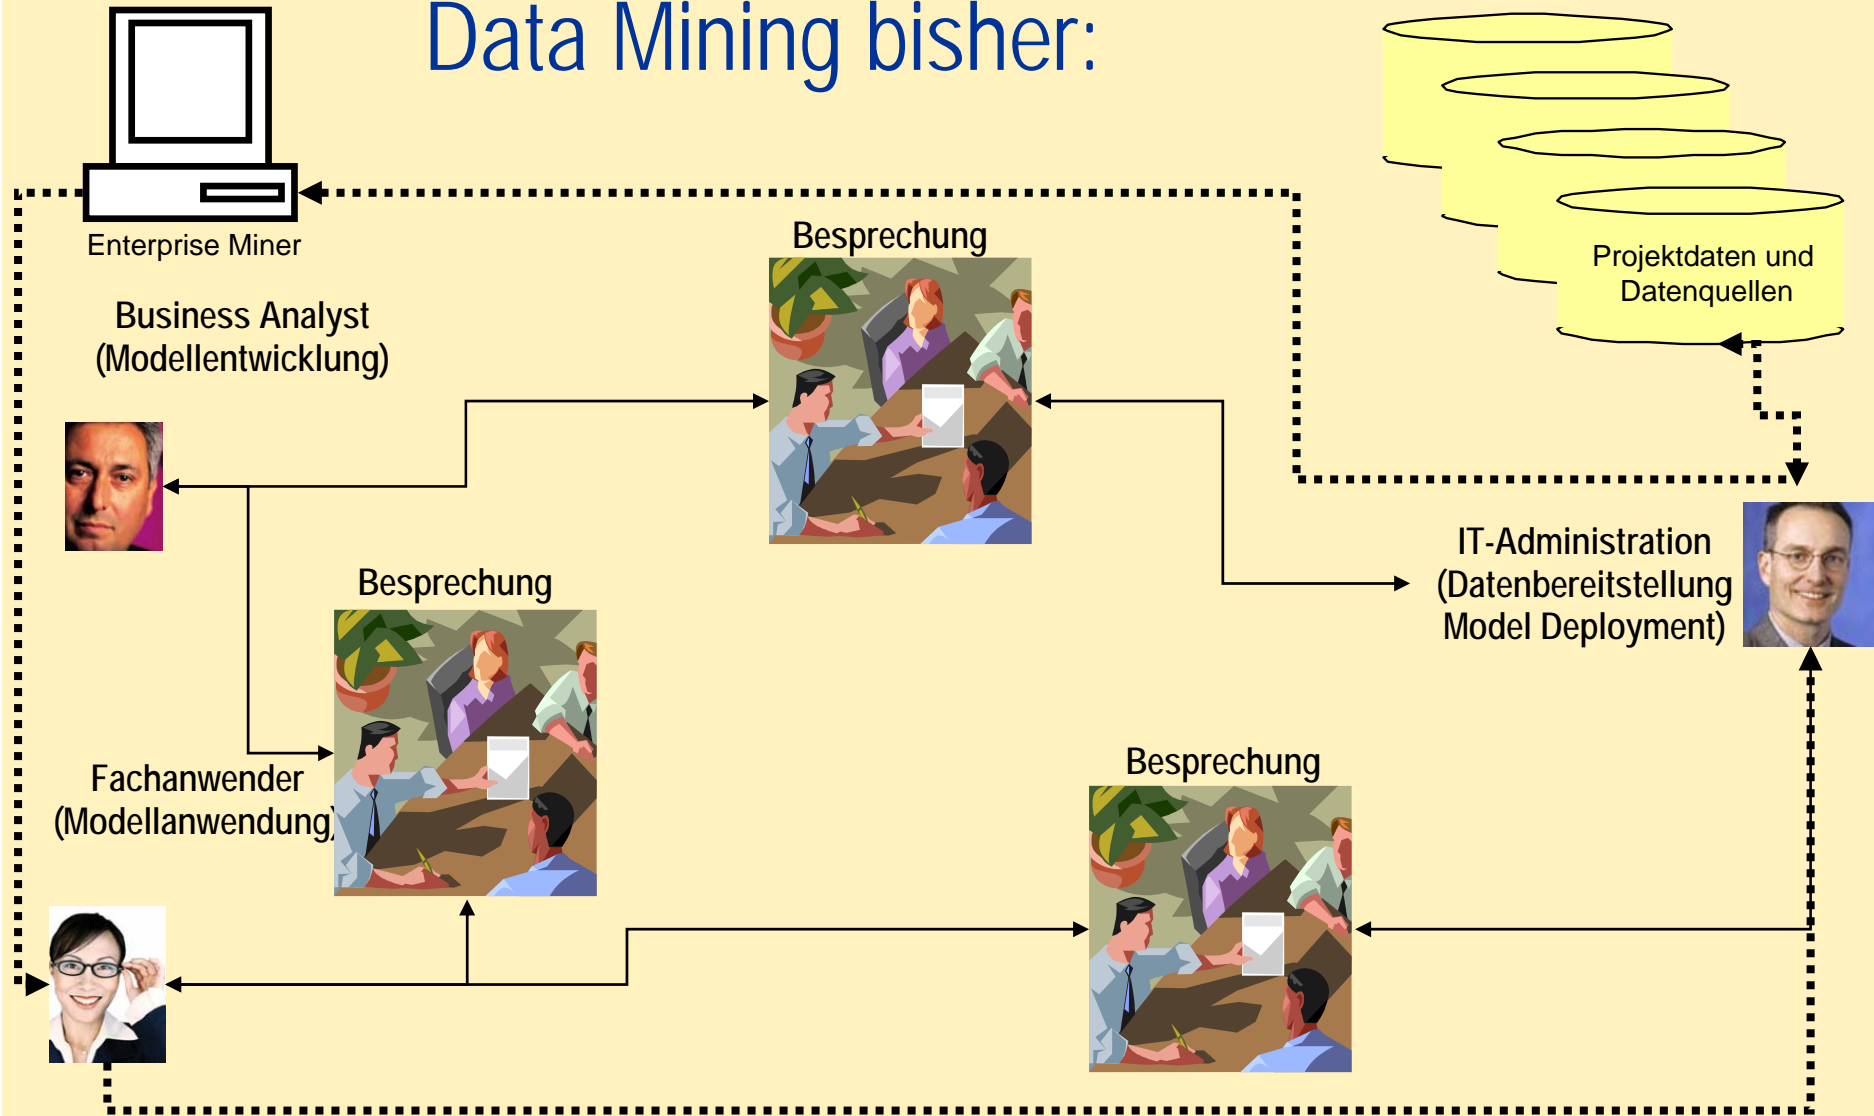 Data Mining bisher:
Enterprise Miner
Besprechung
Projektdaten und
Datenquellen
Business Analyst
(Modellentwicklung)
IT-Administration
(Datenbereitstellung
Model Deployment)
Besprechung
Fachanwender
(Modellanwendung)
Besprechung